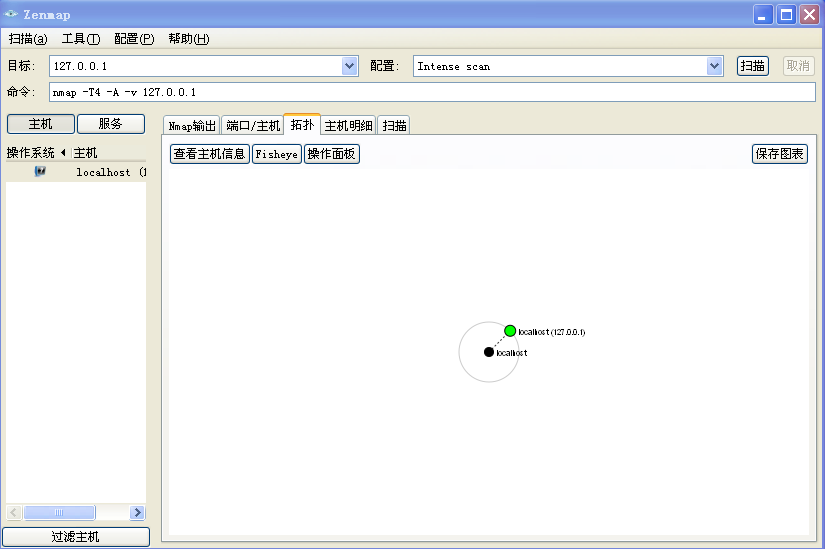 Zenmap
扫描(a) 工具(T) 配置(P) 帮助(H)
目标: 127.0.0.1 配置: Intense scan 扫描 取消
命令: nmap -T4 -A -v 127.0.0.1
主机 服务 Nmap输出 端口/主机 拓扑 主机明细 扫描
操作系统 主机 查看主机信息 Fisheye 操作面板 保存图表
localhost (1
localhost (127.0.0.1)
localhost
过滤主机